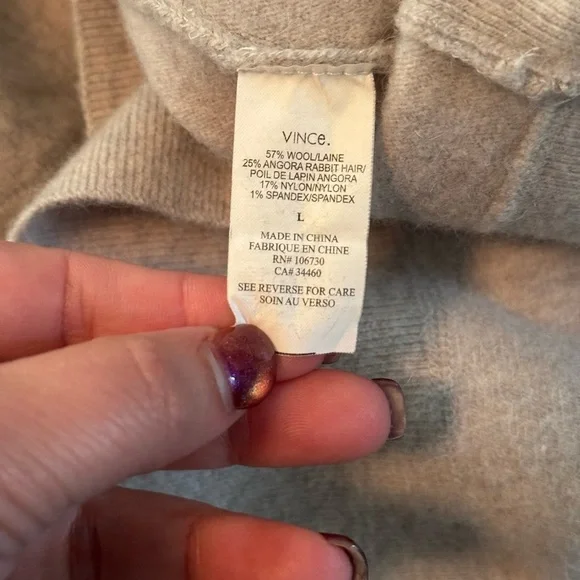 VINCe.
57% WOOL/LAINE
25% ANGORA RABBIT HAIR/
POIL DE LAPIN ANGORA
17% NYLON/NYLON
1% SPANDEX/SPANDEX
L
MADE IN CHINA
FABRIQUE EN CHINE
RN# 106730
CA# 34460
SEE REVERSE FOR CARE
SOIN AU VERSO